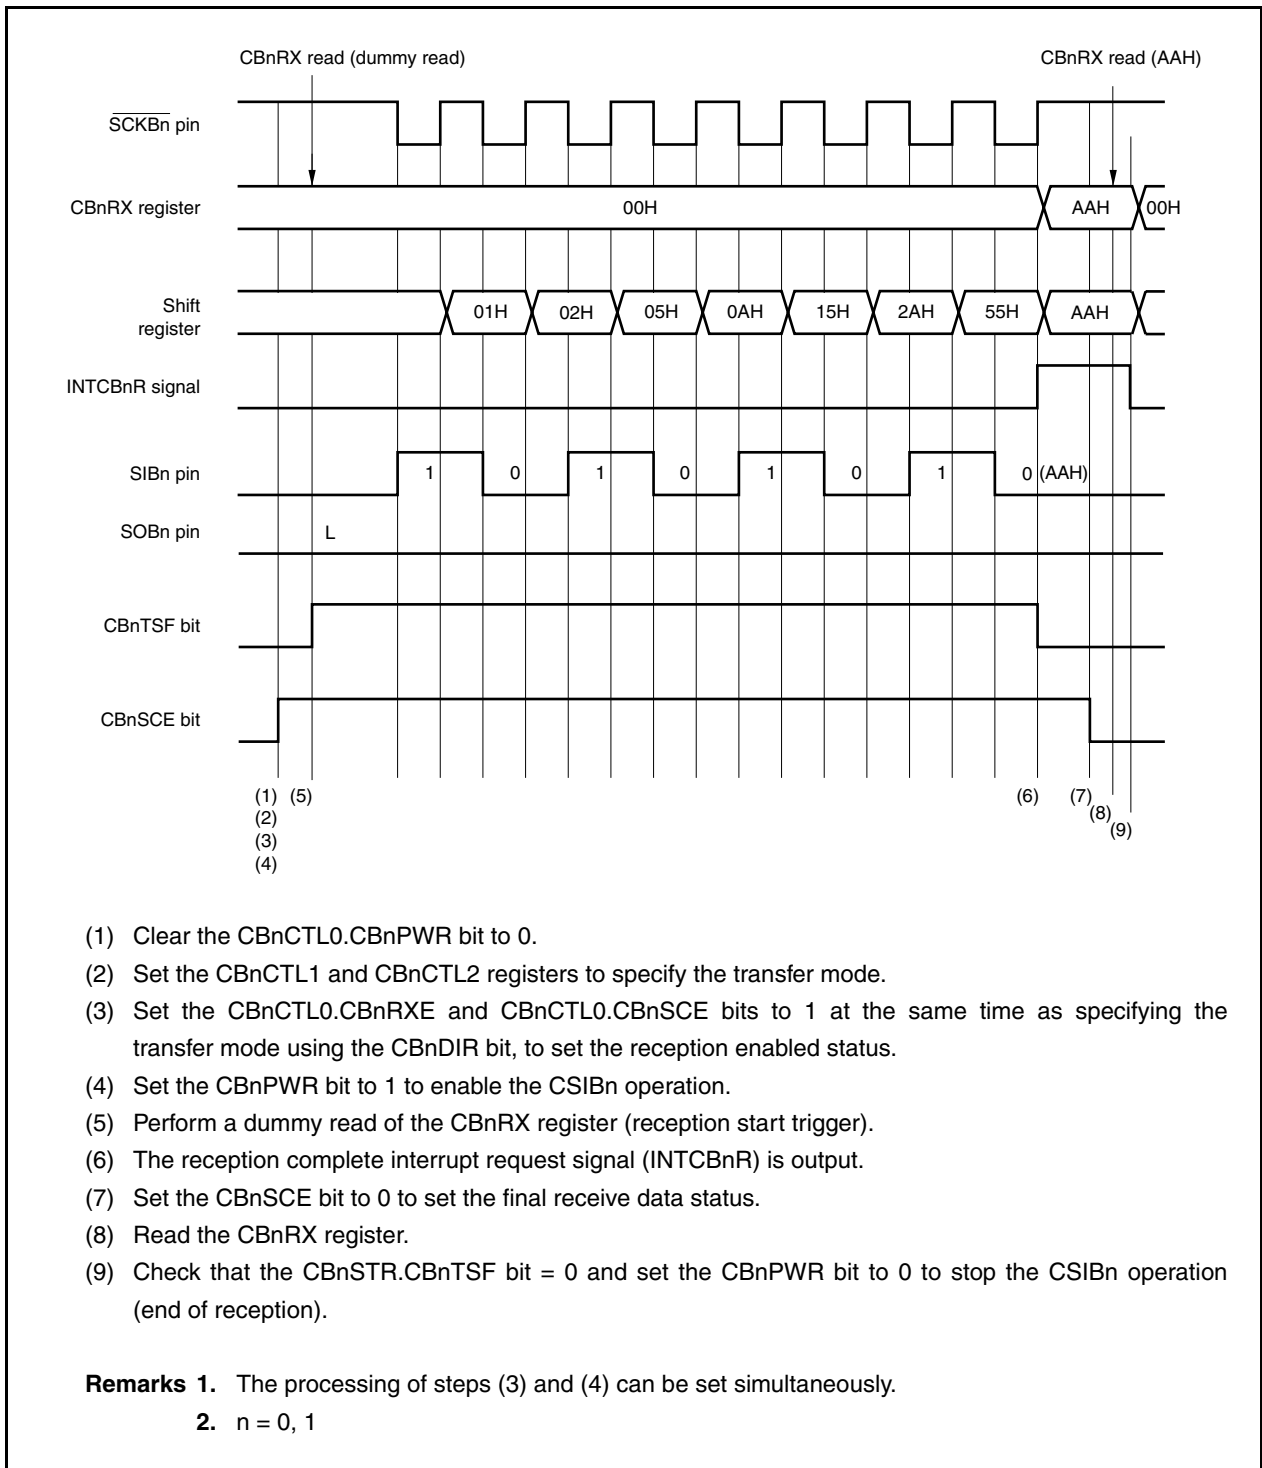 CBnRX read (dummy read) CBnRX read (AAH)
SCKBn pin
CBnRX register 00H AAH 00H
Shift
register 01H 02H 05H 0AH 15H 2AH 55H AAH
INTCBnR signal
SIBn pin 1 0 1 0 1 0 1 0 (AAH)
SOBn pin L
CBnTSF bit
CBnSCE bit
(1) (5) (6) (7)
(8)
(2)
(9)
(3)
(4)
(1) Clear the CBnCTL0.CBnPWR bit to 0.
(2) Set the CBnCTL1 and CBnCTL2 registers to specify the transfer mode.
(3) Set the CBnCTL0.CBnRXE and CBnCTL0.CBnSCE bits to 1 at the same time as specifying the
transfer mode using the CBnDIR bit, to set the reception enabled status.
(4) Set the CBnPWR bit to 1 to enable the CSIBn operation.
(5) Perform a dummy read of the CBnRX register (reception start trigger).
(6) The reception complete interrupt request signal (INTCBnR) is output.
(7) Set the CBnSCE bit to 0 to set the final receive data status.
(8) Read the CBnRX register.
(9) Check that the CBnSTR.CBnTSF bit = 0 and set the CBnPWR bit to 0 to stop the CSIBn operation
(end of reception).
Remarks 1. The processing of steps (3) and (4) can be set simultaneously.
2. n = 0, 1